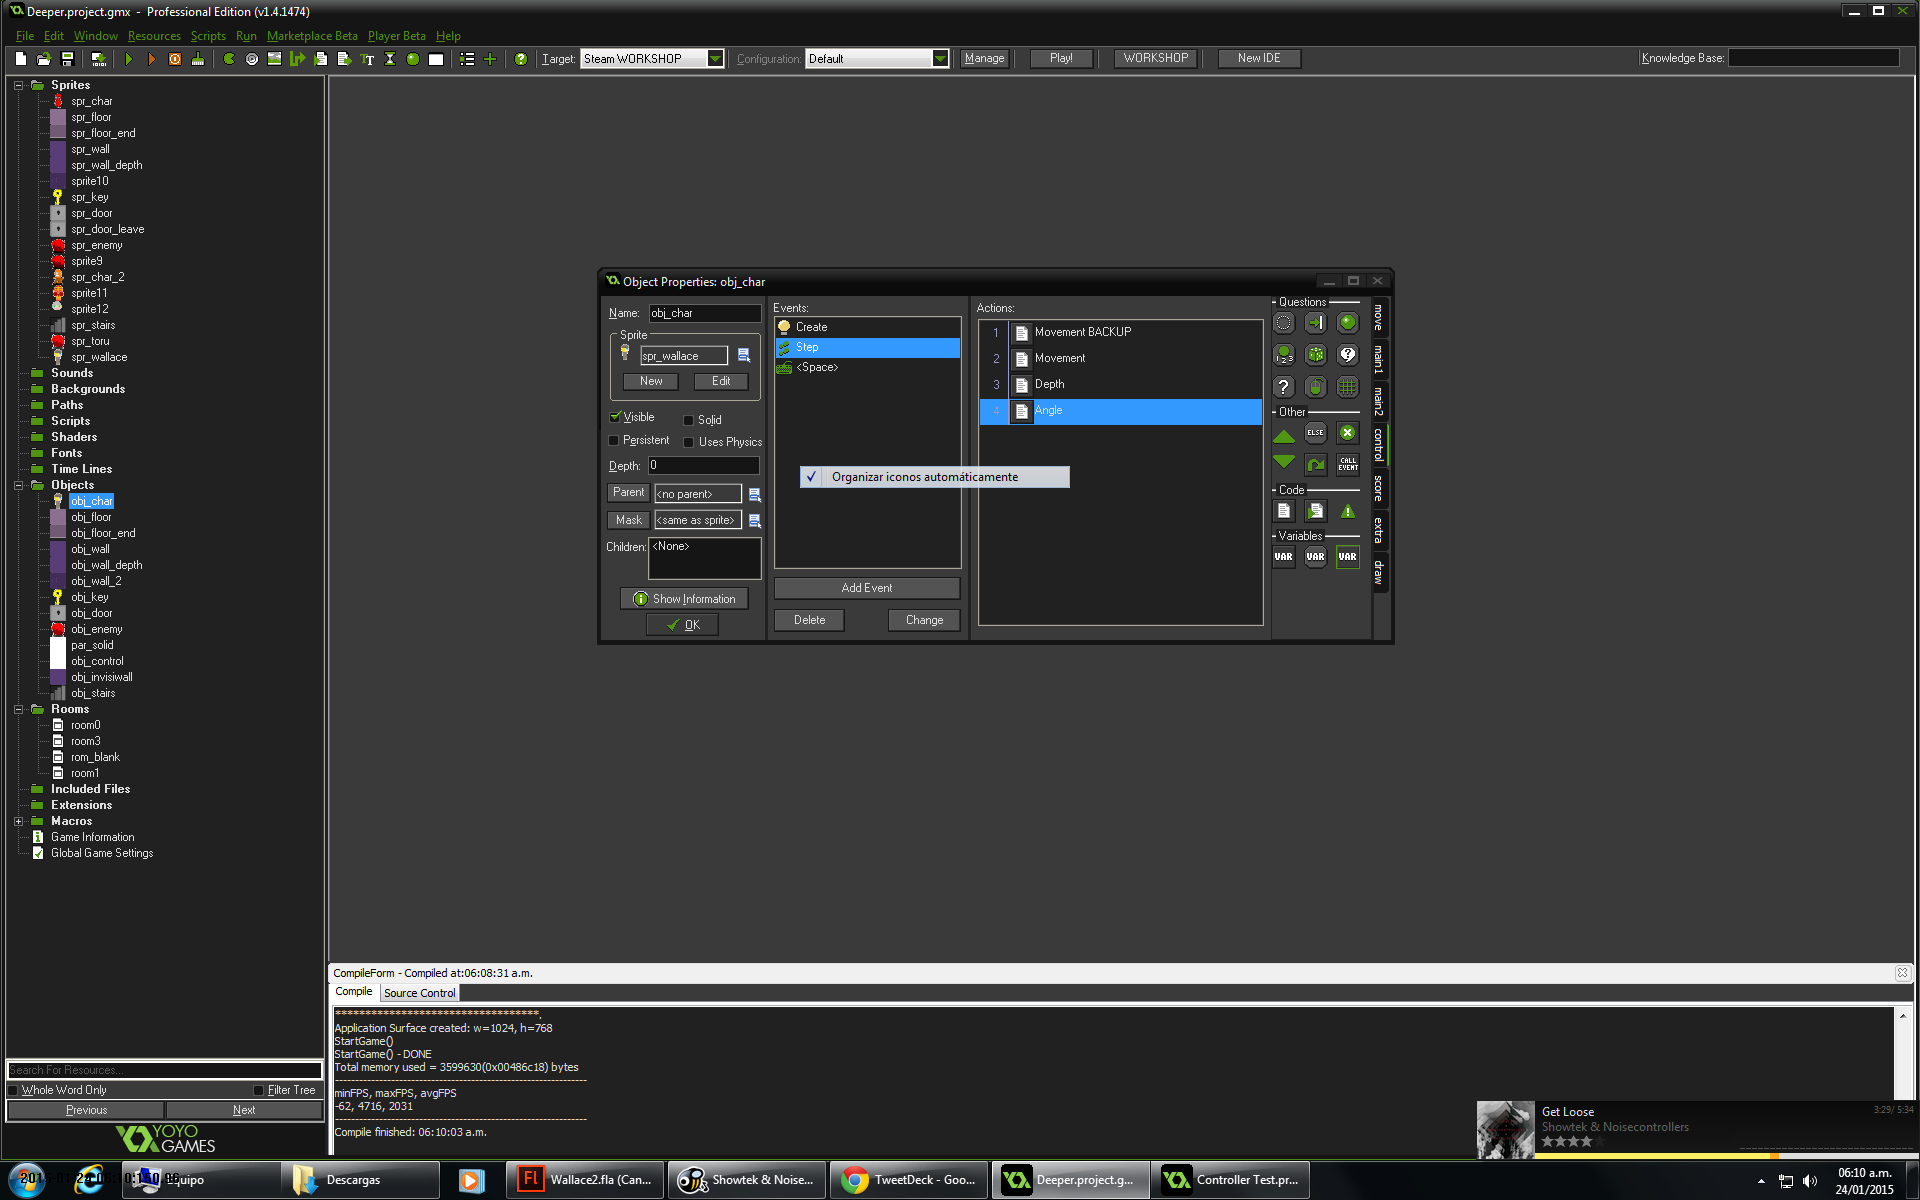 Deeper.project.gmx - Professional Edition (v1.4.1474)
File Edit Window Resources Scripts Run Marketplace Beta Player Beta Help
Target: Steam WORKSHOP Configuration: Default Manage Play! WORKSHOP New IDE Knowledge Base:
Sprites
spr_char
spr_floor
spr_floor_end
spr_wall
spr_wall_depth
sprite10
spr_key
spr_door
spr_door_leave
spr_enemy
sprite9
spr_char_2
sprite11
sprite12
spr_stairs
spr_toru
spr_wallace
Sounds
Backgrounds
Paths
Scripts
Shaders
Fonts
Time Lines
Objects
obj_char
obj_floor
obj_floor_end
obj_wall
obj_wall_depth
obj_wall_2
obj_key
obj_door
obj_enemy
par_solid
obj_control
obj_invisiwall
obj_stairs
Rooms
room0
room3
rom_blank
room1
Included Files
Extensions
Macros
Game Information
Global Game Settings
Search For Resources...
Whole Word Only Filter Tree
Previous Next
YOYO GAMES
Object Properties: obj_char
Name: obj_char
Sprite
spr_wallace
New Edit
Visible Solid
Persistent Uses Physics
Depth: 0
Parent <no parent>
Mask <same as sprite>
Children: <None>
Show Information
OK
Events:
Create
Step
<Space>
Add Event
Delete Change
Organizar iconos automáticamente
Actions:
1 Movement BACKUP
2 Movement
3 Depth
4 Angle
Questions
1 2 3
?
?
Other
ELSE
CALL EVENT
Code
Variables
VAR VAR VAR
move
main1
main2
control
score
extra
draw
CompileForm - Compiled at:06:08:31 a.m.
Compile Source Control
**********************************.
Application Surface created: w=1024, h=768
StartGame()
StartGame() - DONE
Total memory used = 3599630(0x00486c18) bytes
minFPS, maxFPS, avgFPS
-62, 4716, 2031
Compile finished: 06:10:03 a.m.
Get Loose 3:29/ 5:34
Showtek & Noisecontrollers
Equipo
Descargas
Wallace2.fla (Can...
Showtek & Noise...
TweetDeck - Goo...
Deeper.project.g...
Controller Test.pr...
06:10 a.m.
24/01/2015